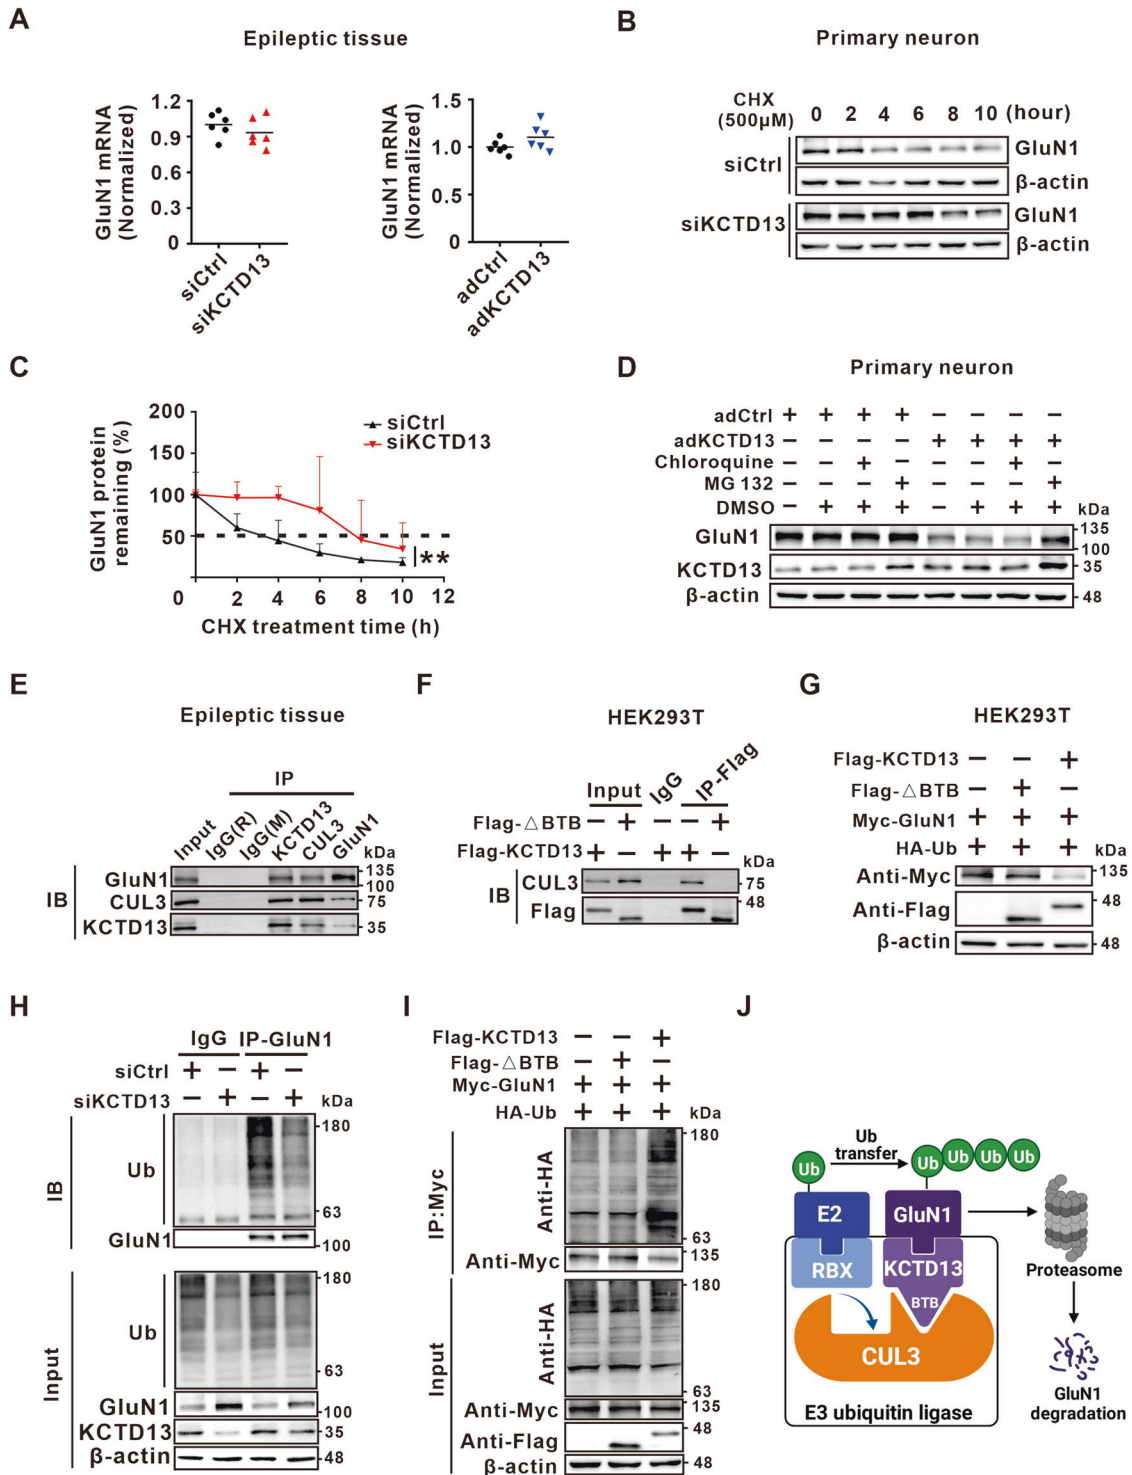 A
Epileptic tissue
GluN1 mRNA
(Normalized)
1.2
0.9
0.6
0.3
0
siCtrl
siKCTD13
GluN1 mRNA
(Normalized)
1.5
1.0
0.5
0
adCtrl
adKCTD13
B
Primary neuron
CHX
(500μM)
0 2 4 6 8 10 (hour)
siCtrl
GluN1
β-actin
siKCTD13
GluN1
β-actin
C
GluN1 protein
remaining (%)
200
150
100
50
0 2 4 6 8 10 12
siCtrl
siKCTD13
**
CHX treatment time (h)
D
Primary neuron
adCtrl + + + + − − − −
adKCTD13 − − − − + + + +
Chloroquine − − + − − − + −
MG 132 − − − + − − − +
DMSO − + + + − + + + kDa
GluN1 135
100
KCTD13 35
β-actin 48
E
Epileptic tissue
IP
Input IgG(R) IgG(M) KCTD13 CUL3 GluN1 kDa
IB
GluN1 135
100
CUL3 75
KCTD13 35
F
HEK293T
Input IgG IP-Flag
Flag-△BTB − + − − +
Flag-KCTD13 + − + + − kDa
IB
CUL3 75
Flag 48
G
HEK293T
Flag-KCTD13 − − +
Flag-△BTB − + −
Myc-GluN1 + + +
HA-Ub + + + kDa
Anti-Myc 135
Anti-Flag 48
β-actin 48
H
IgG IP-GluN1
siCtrl + − + −
siKCTD13 − + − + kDa
IB
Ub 180
63
GluN1 100
Input
Ub 180
63
GluN1 100
KCTD13 35
β-actin 48
I
Flag-KCTD13 − − +
Flag-△BTB − + −
Myc-GluN1 + + +
HA-Ub + + + kDa
IP:Myc
Anti-HA 180
63
Anti-Myc 135
Input
Anti-HA 180
63
Anti-Myc 135
Anti-Flag 48
β-actin 48
J
Ub
Ub
transfer
Ub Ub Ub Ub
E2
GluN1
RBX
KCTD13
BTB
CUL3
E3 ubiquitin ligase
Proteasome
GluN1
degradation